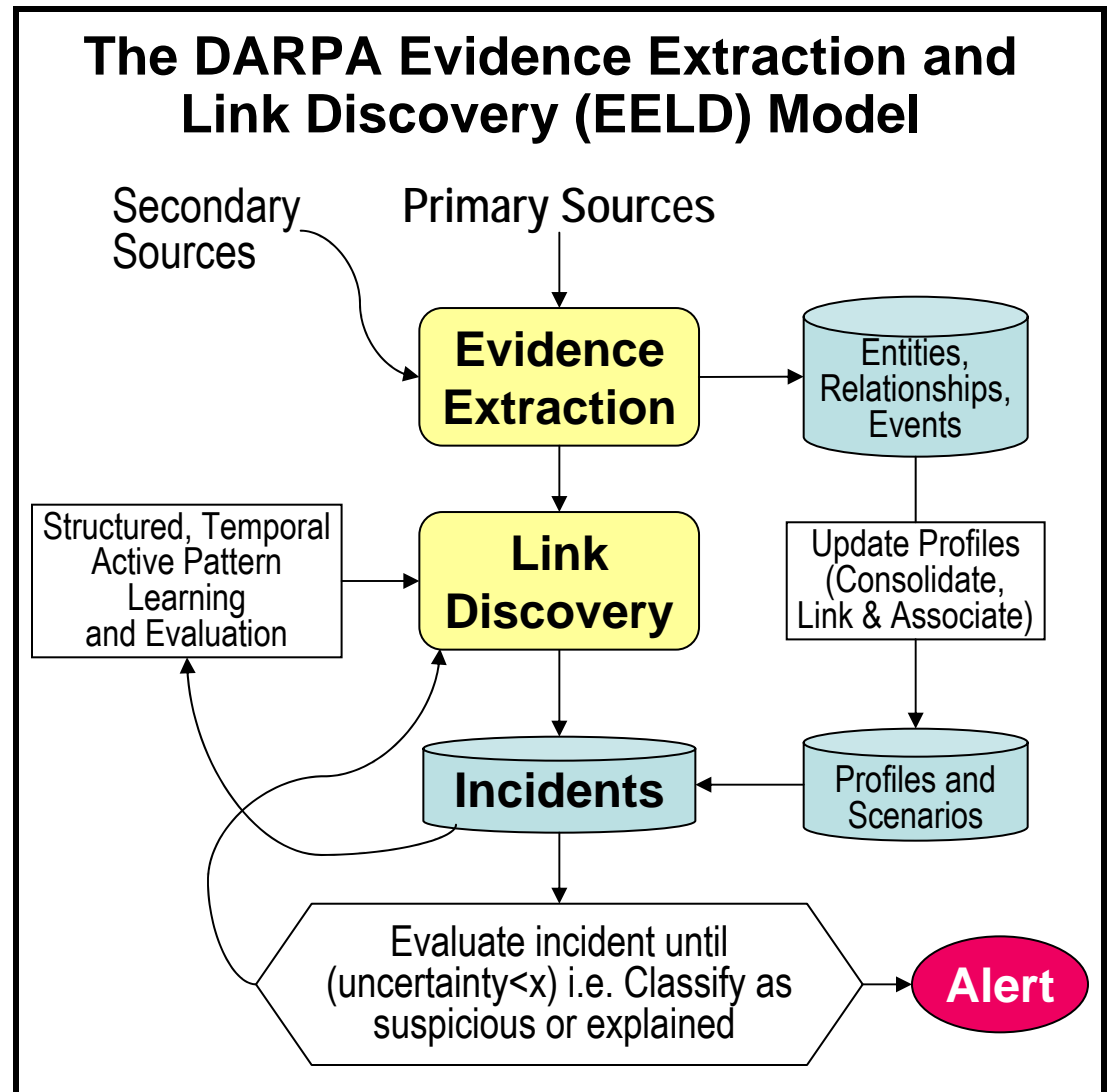 The DARPA Evidence Extraction and
Link Discovery (EELD) Model
Secondary
Sources
Primary Sources
Evidence
Extraction
Entities,
Relationships,
Events
Structured, Temporal
Active Pattern
Learning
and Evaluation
Link
Discovery
Update Profiles
(Consolidate,
Link & Associate)
Incidents
Profiles and
Scenarios
Evaluate incident until
(uncertainty<x) i.e. Classify as
suspicious or explained
Alert